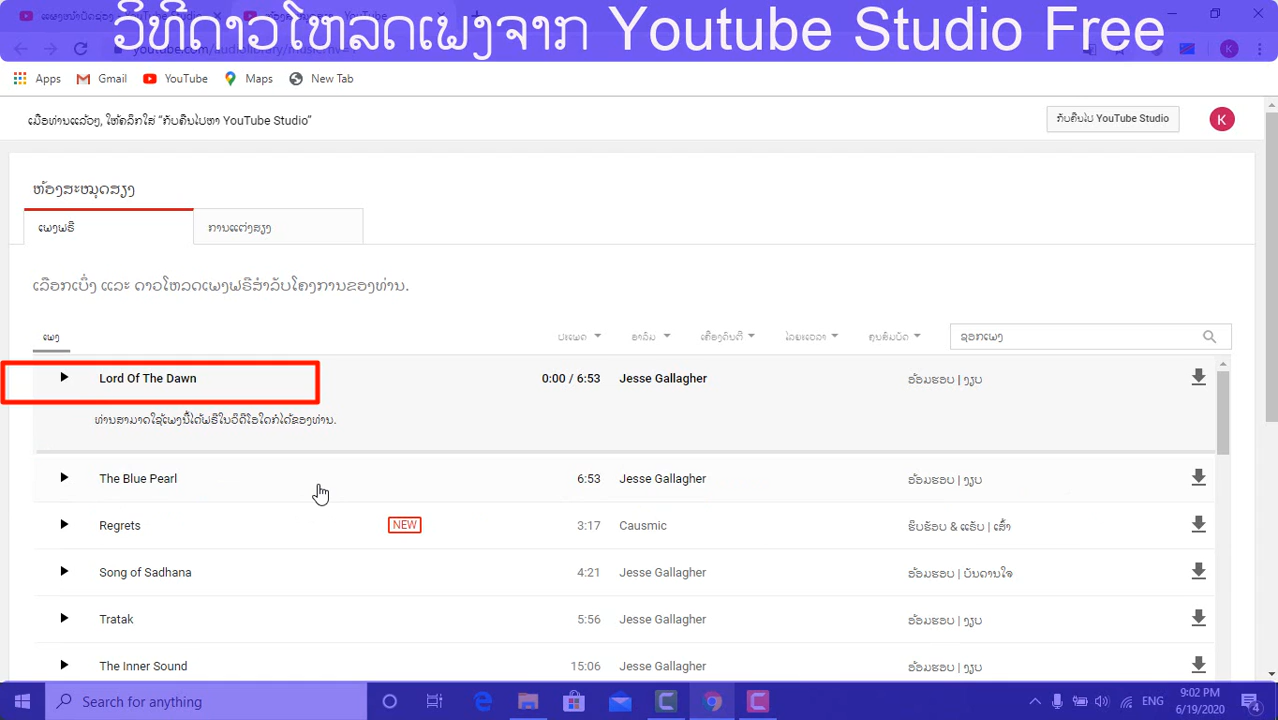 ວິທີດາວໂຫລດເພງຈາກ Youtube Studio Free
Apps Gmail YouTube Maps New Tab
ເມື່ອທ່ານແລ້ວໆ, ໃຫ້ຄລິກໃສ່ "ກັບຄືນໄປຫາ YouTube Studio"
ກັບຄືນໄປ YouTube Studio
K
ຫ້ອງສະໝຸດສຽງ
ເພງຟຣີ ການແຕ່ງສຽງ
ເລືອກເບິ່ງ ແລະ ດາວໂຫລດເພງຟຣີສຳລັບໂຄງການຂອງທ່ານ.
ເພງ ປະເພດ ອາລົມ ເຄື່ອງດົນຕີ ໄລຍະເວລາ ຄຸນສົມບັດ ຊອກເພງ
Lord Of The Dawn 0:00 / 6:53 Jesse Gallagher ອ້ອມຮອບ | ງຽບ
ທ່ານສາມາດໃຊ້ເພງນີ້ໄດ້ຟຣີໃນວິດີໂອໃດກໍໄດ້ຂອງທ່ານ.
The Blue Pearl 6:53 Jesse Gallagher ອ້ອມຮອບ | ງຽບ
Regrets NEW 3:17 Causmic ຮິບຮັອບ & ແຣັບ | ເສົ້າ
Song of Sadhana 4:21 Jesse Gallagher ອ້ອມຮອບ | ບັນດານໃຈ
Tratak 5:56 Jesse Gallagher ອ້ອມຮອບ | ງຽບ
The Inner Sound 15:06 Jesse Gallagher ອ້ອມຮອບ | ງຽບ
Search for anything ENG 9:02 PM
6/19/2020 4